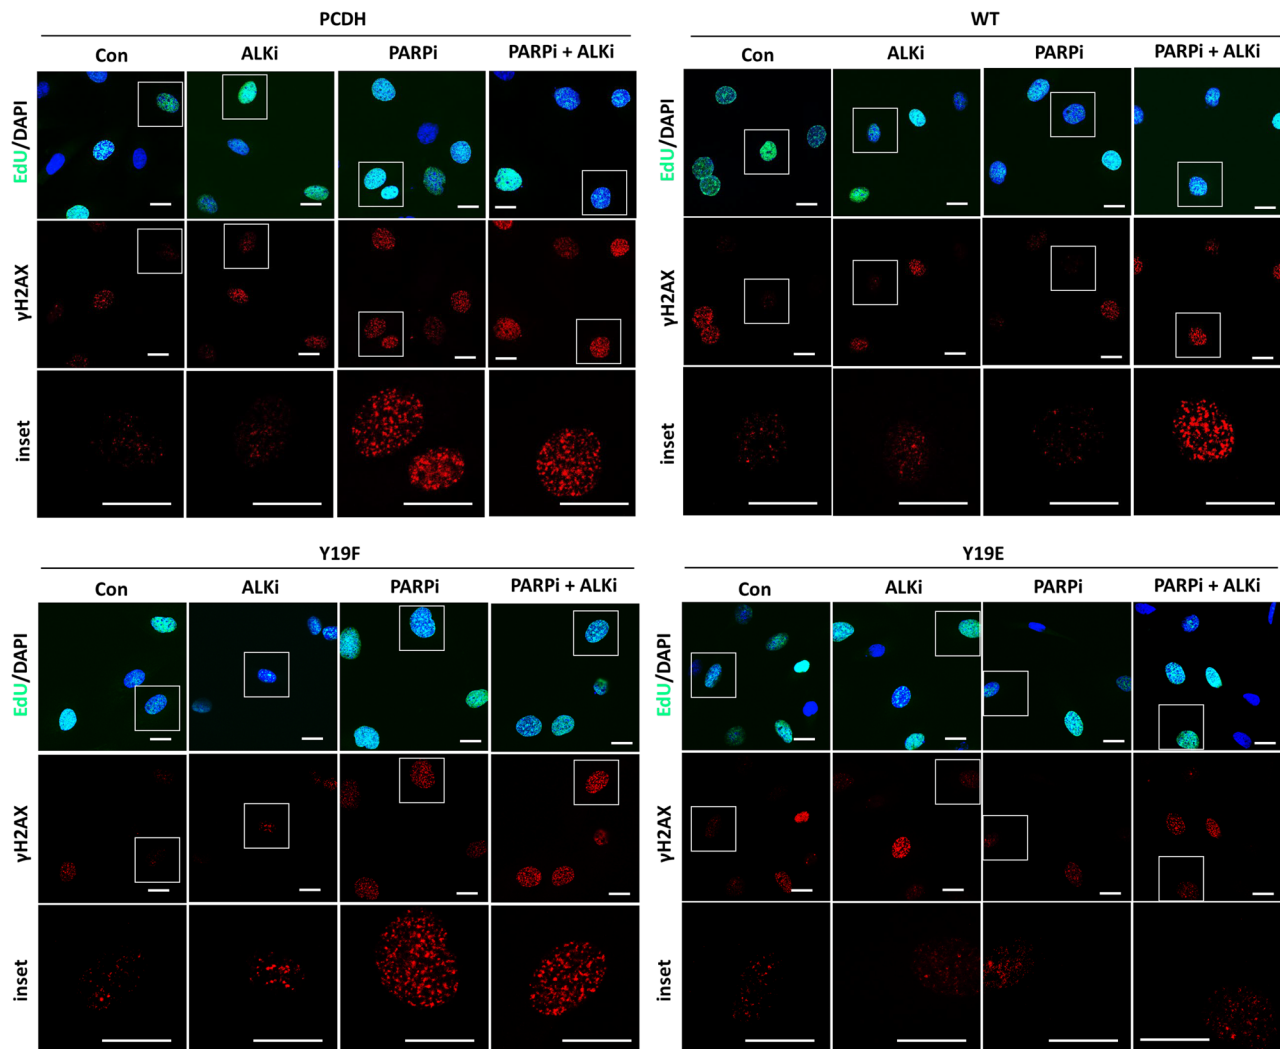 PCDH
Con ALKi PARPi PARPi + ALKi
EdU/DAPI
γH2AX
inset
WT
Con ALKi PARPi PARPi + ALKi
EdU/DAPI
γH2AX
inset
Y19F
Con ALKi PARPi PARPi + ALKi
EdU/DAPI
γH2AX
inset
Y19E
Con ALKi PARPi PARPi + ALKi
EdU/DAPI
γH2AX
inset